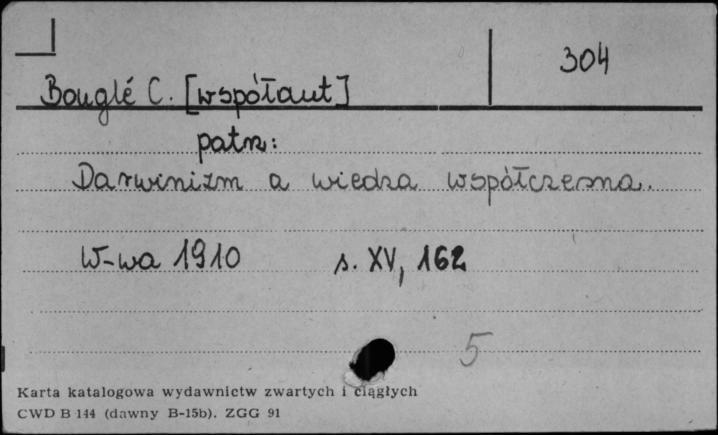 304
Bouglé C. [współaut]
patrz:
Darwinizm a wiedza współczesna.
W-wa 1910 s. XV, 162
5
Karta katalogowa wydawnictw zwartych i ciągłych
CWD B 144 (dawny B-15b). ZGG 91